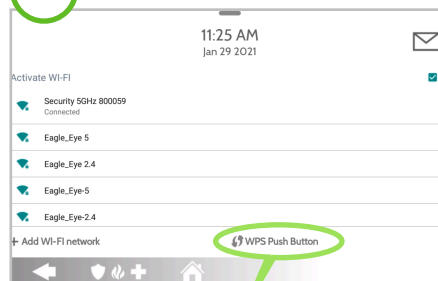 11:25 AM
Jan 29 2021
Activate WI-FI
Security 5GHz 800059
Connected
Eagle_Eye 5
Eagle_Eye 2.4
Eagle_Eye-5
Eagle_Eye-2.4
+ Add WI-FI network
WPS Push Button